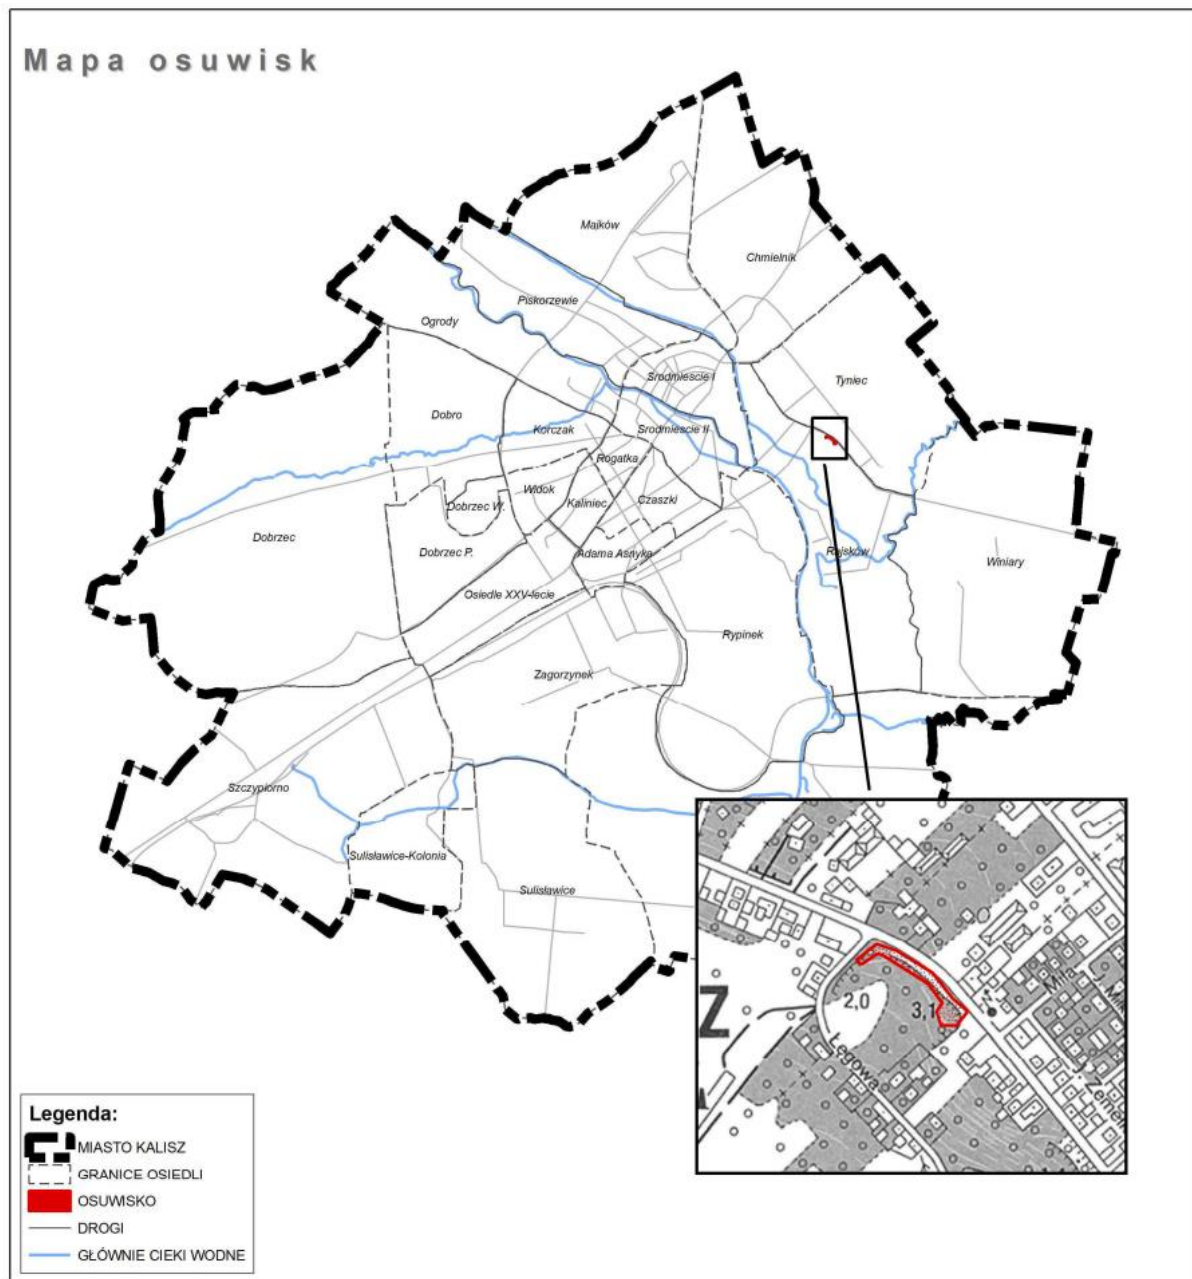 Mapa osuwisk
Majków
Chmielnik
Piskorzewie
Ogrody
Śródmieście I
Tyniec
Dobro
Korczak
Śródmieście II
Rogatka
Widok
Kaliniec
Czaszki
Dobrzec W.
Dobrzec
Dobrzec P.
Adama Asnyka
Rajsków
Winiary
Osiedle XXV-lecie
Rypinek
Zagorzynek
Szczypiorno
Sulisławice-Kolonia
Sulisławice
2,0
3,1
Z
Miła
Łęgowa
Legenda:
MIASTO KALISZ
GRANICE OSIEDLI
OSUWISKO
DROGI
GŁÓWNIE CIEKI WODNE